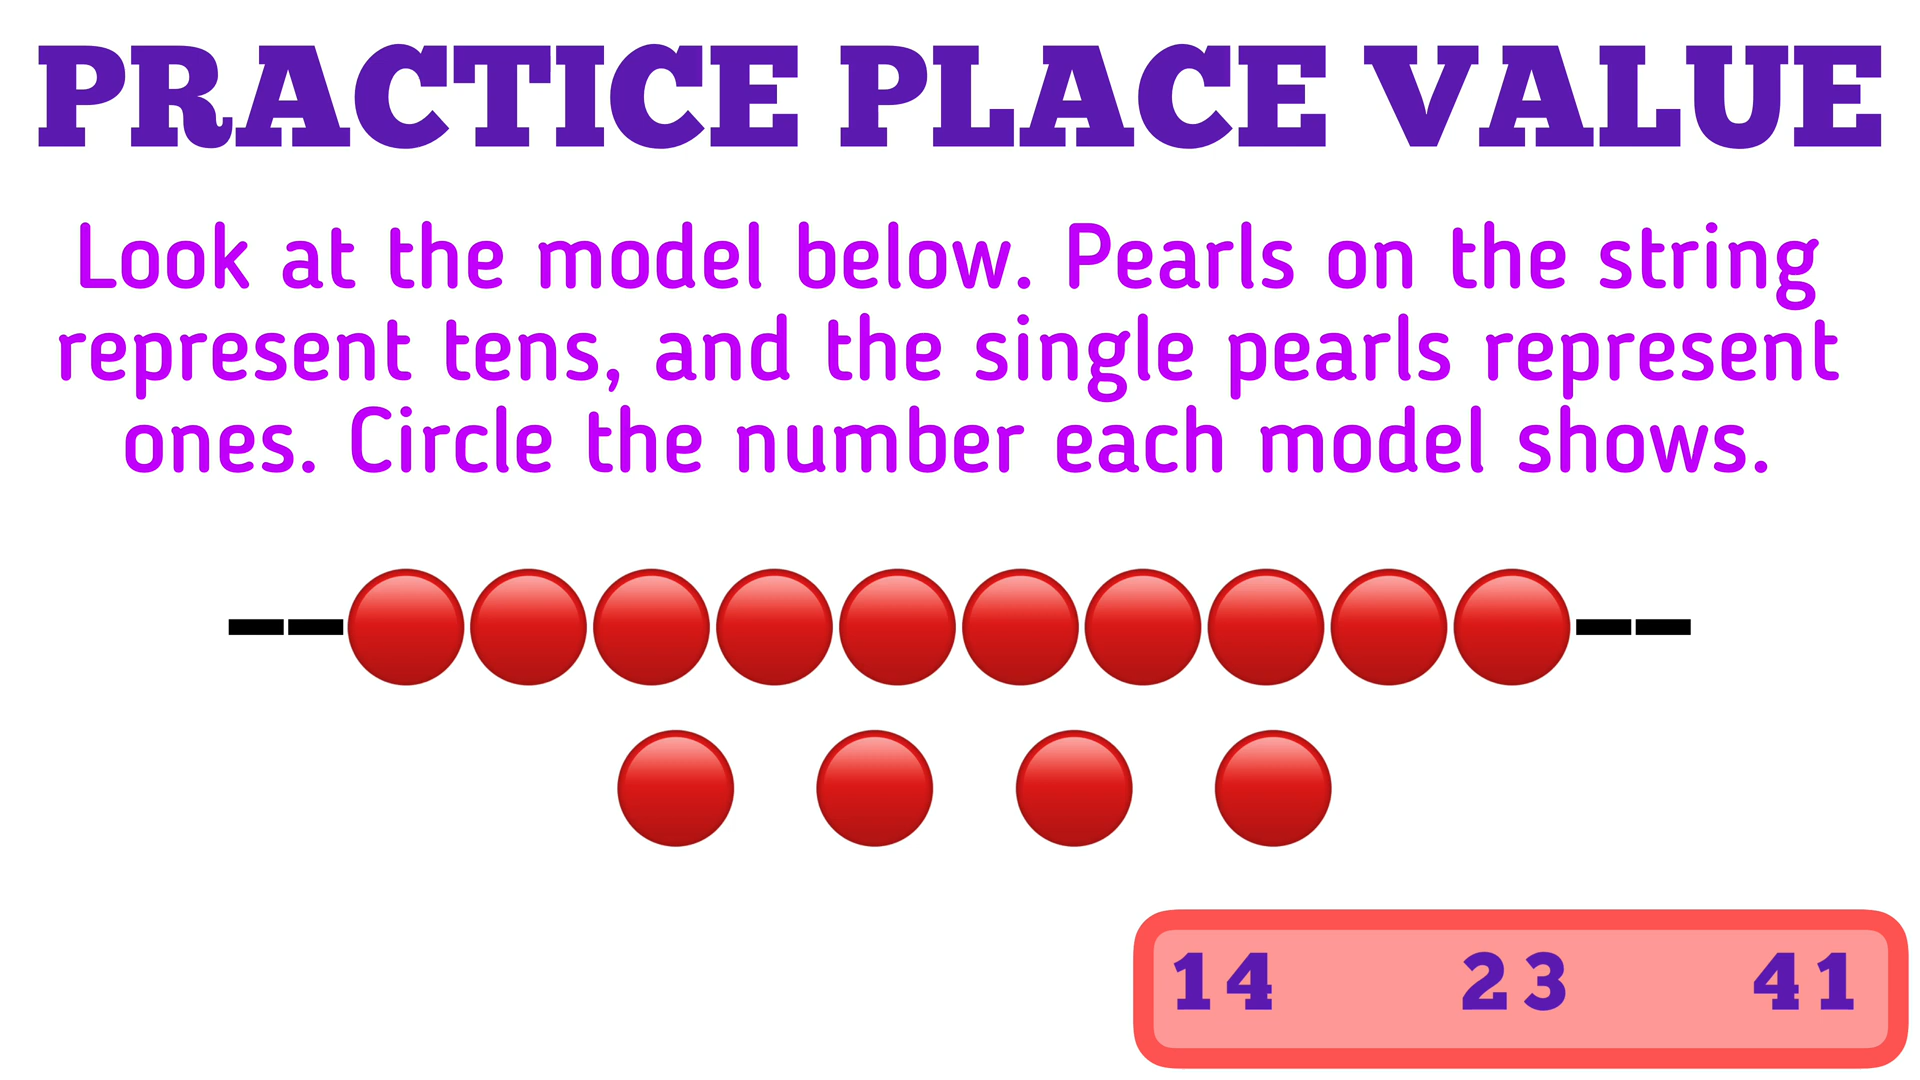 PRACTICE PLACE VALUE
Look at the model below. Pearls on the string
represent tens, and the single pearls represent
ones. Circle the number each model shows.
14 23 41